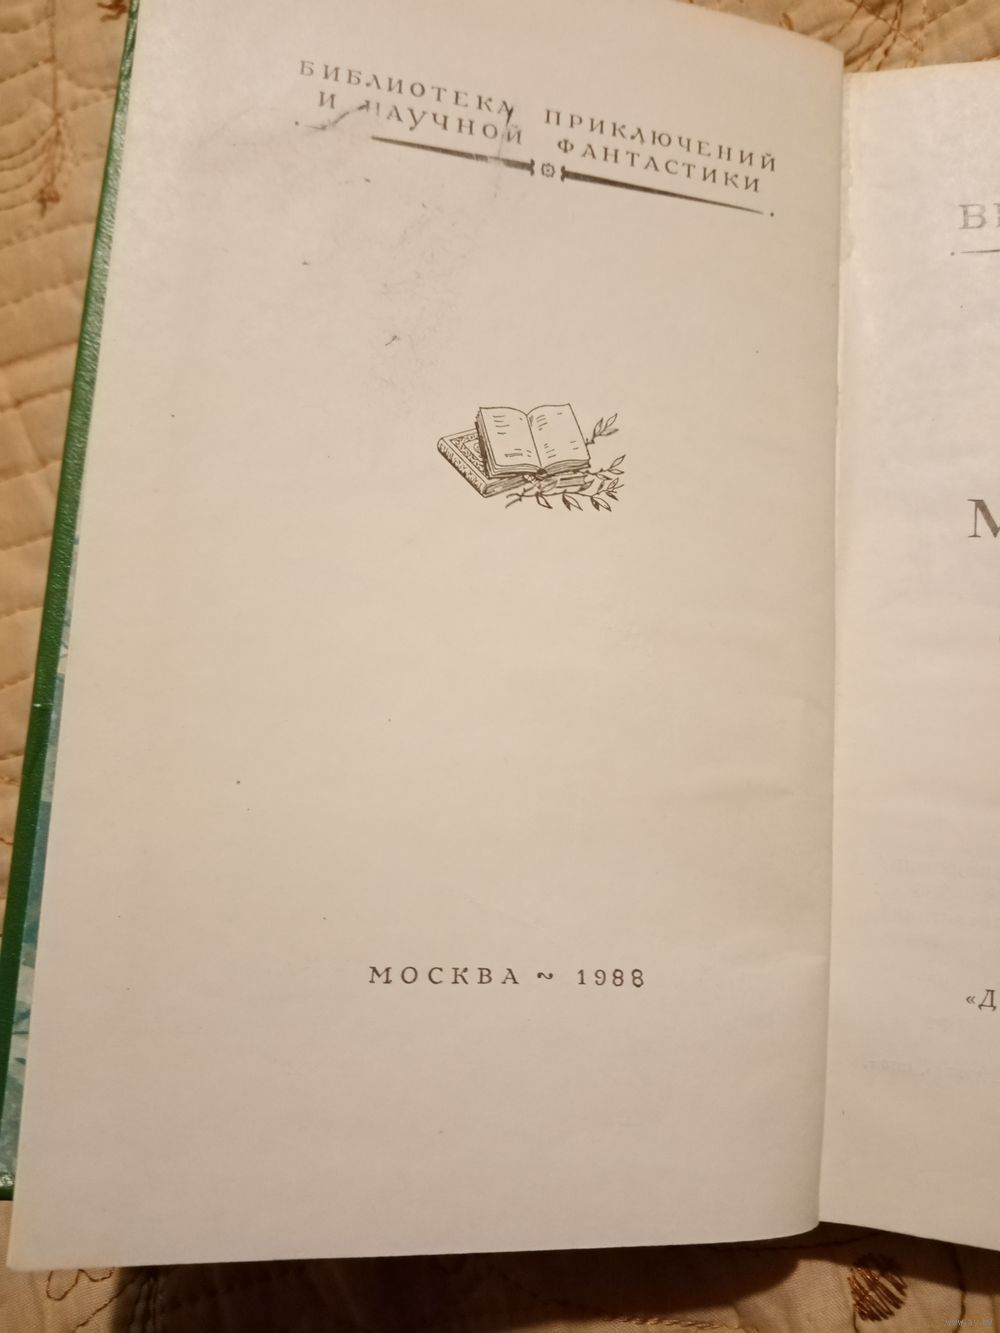 БИБЛИОТЕКА ПРИКЛЮЧЕНИЙ
И НАУЧНОЙ ФАНТАСТИКИ
МОСКВА ~ 1988
«Д